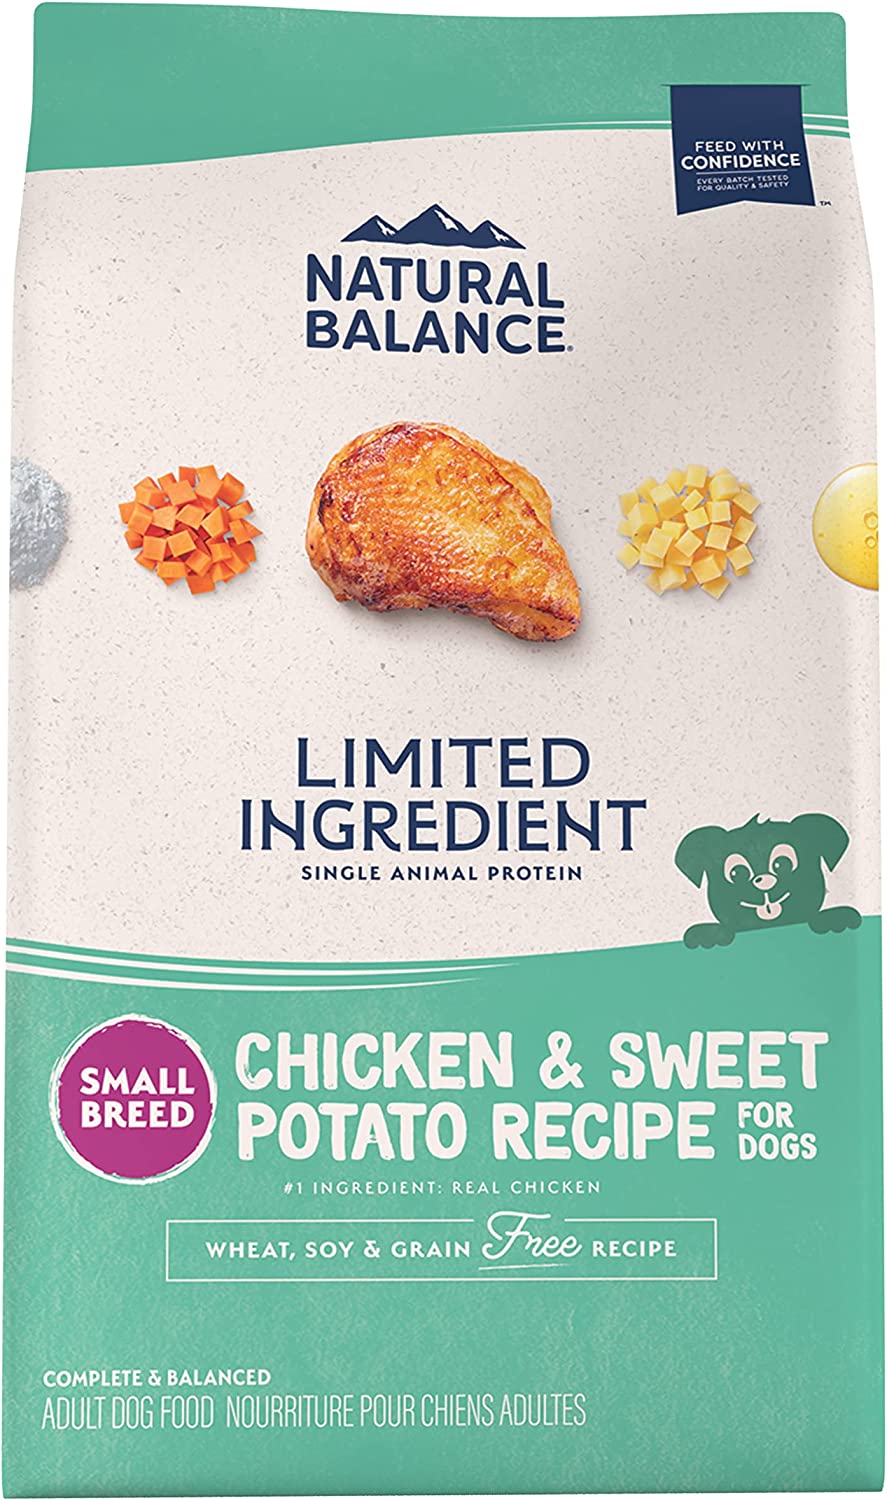 FEED WITH
CONFIDENCE
EVERY BATCH TESTED
FOR QUALITY & SAFETY
TM
NATURAL
BALANCE®
LIMITED
INGREDIENT
SINGLE ANIMAL PROTEIN
SMALL
BREED
CHICKEN & SWEET
POTATO RECIPE FOR
DOGS
#1 INGREDIENT: REAL CHICKEN
WHEAT, SOY & GRAIN Free RECIPE
COMPLETE & BALANCED
ADULT DOG FOOD NOURRITURE POUR CHIENS ADULTES